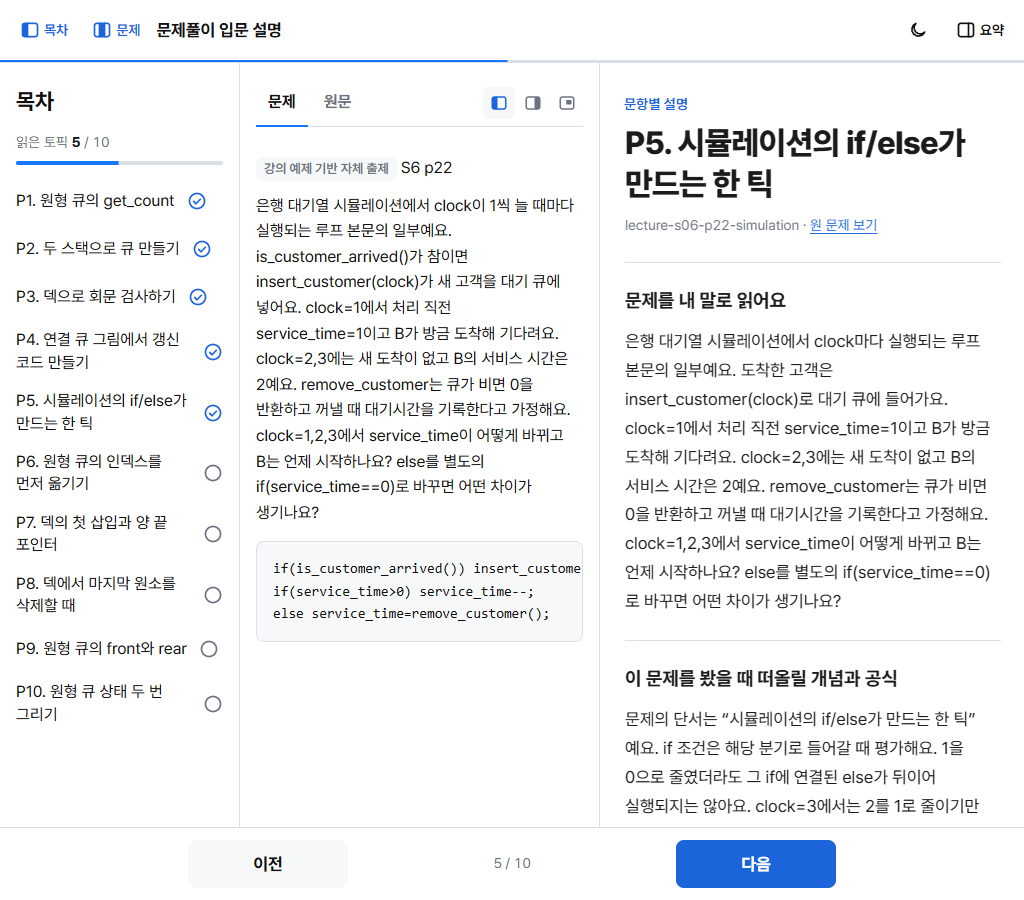 목차
문제
문제풀이 입문 설명
요약
목차
읽은 토픽 5 / 10
P1. 원형 큐의 get_count
P2. 두 스택으로 큐 만들기
P3. 덱으로 회문 검사하기
P4. 연결 큐 그림에서 갱신
코드 만들기
P5. 시뮬레이션의 if/else가
만드는 한 틱
P6. 원형 큐의 인덱스를
먼저 옮기기
P7. 덱의 첫 삽입과 양 끝
포인터
P8. 덱에서 마지막 원소를
삭제할 때
P9. 원형 큐의 front와 rear
P10. 원형 큐 상태 두 번
그리기
문제
원문
강의 예제 기반 자체 출제 S6 p22
은행 대기열 시뮬레이션에서 clock이 1씩 늘 때마다
실행되는 루프 본문의 일부예요.
is_customer_arrived()가 참이면
insert_customer(clock)가 새 고객을 대기 큐에
넣어요. clock=1에서 처리 직전
service_time=1이고 B가 방금 도착해 기다려요.
clock=2,3에는 새 도착이 없고 B의 서비스 시간은
2예요. remove_customer는 큐가 비면 0을
반환하고 꺼낼 때 대기시간을 기록한다고 가정해요.
clock=1,2,3에서 service_time이 어떻게 바뀌고
B는 언제 시작하나요? else를 별도의
if(service_time==0)로 바꾸면 어떤 차이가
생기나요?
if(is_customer_arrived()) insert_custome
if(service_time>0) service_time--;
else service_time=remove_customer();
문항별 설명
P5. 시뮬레이션의 if/else가
만드는 한 틱
lecture-s06-p22-simulation · 원 문제 보기
문제를 내 말로 읽어요
은행 대기열 시뮬레이션에서 clock마다 실행되는 루프
본문의 일부예요. 도착한 고객은
insert_customer(clock)로 대기 큐에 들어가요.
clock=1에서 처리 직전 service_time=1이고 B가 방금
도착해 기다려요. clock=2,3에는 새 도착이 없고 B의
서비스 시간은 2예요. remove_customer는 큐가 비면
0을 반환하고 꺼낼 때 대기시간을 기록한다고 가정해요.
clock=1,2,3에서 service_time이 어떻게 바뀌고 B는
언제 시작하나요? else를 별도의 if(service_time==0)
로 바꾸면 어떤 차이가 생기나요?
이 문제를 봤을 때 떠올릴 개념과 공식
문제의 단서는 “시뮬레이션의 if/else가 만드는 한 틱”
예요. if 조건은 해당 분기로 들어갈 때 평가해요. 1을
0으로 줄였더라도 그 if에 연결된 else가 뒤이어
실행되지는 않아요. clock=3에서는 2를 1로 줄이기만
이전
5 / 10
다음